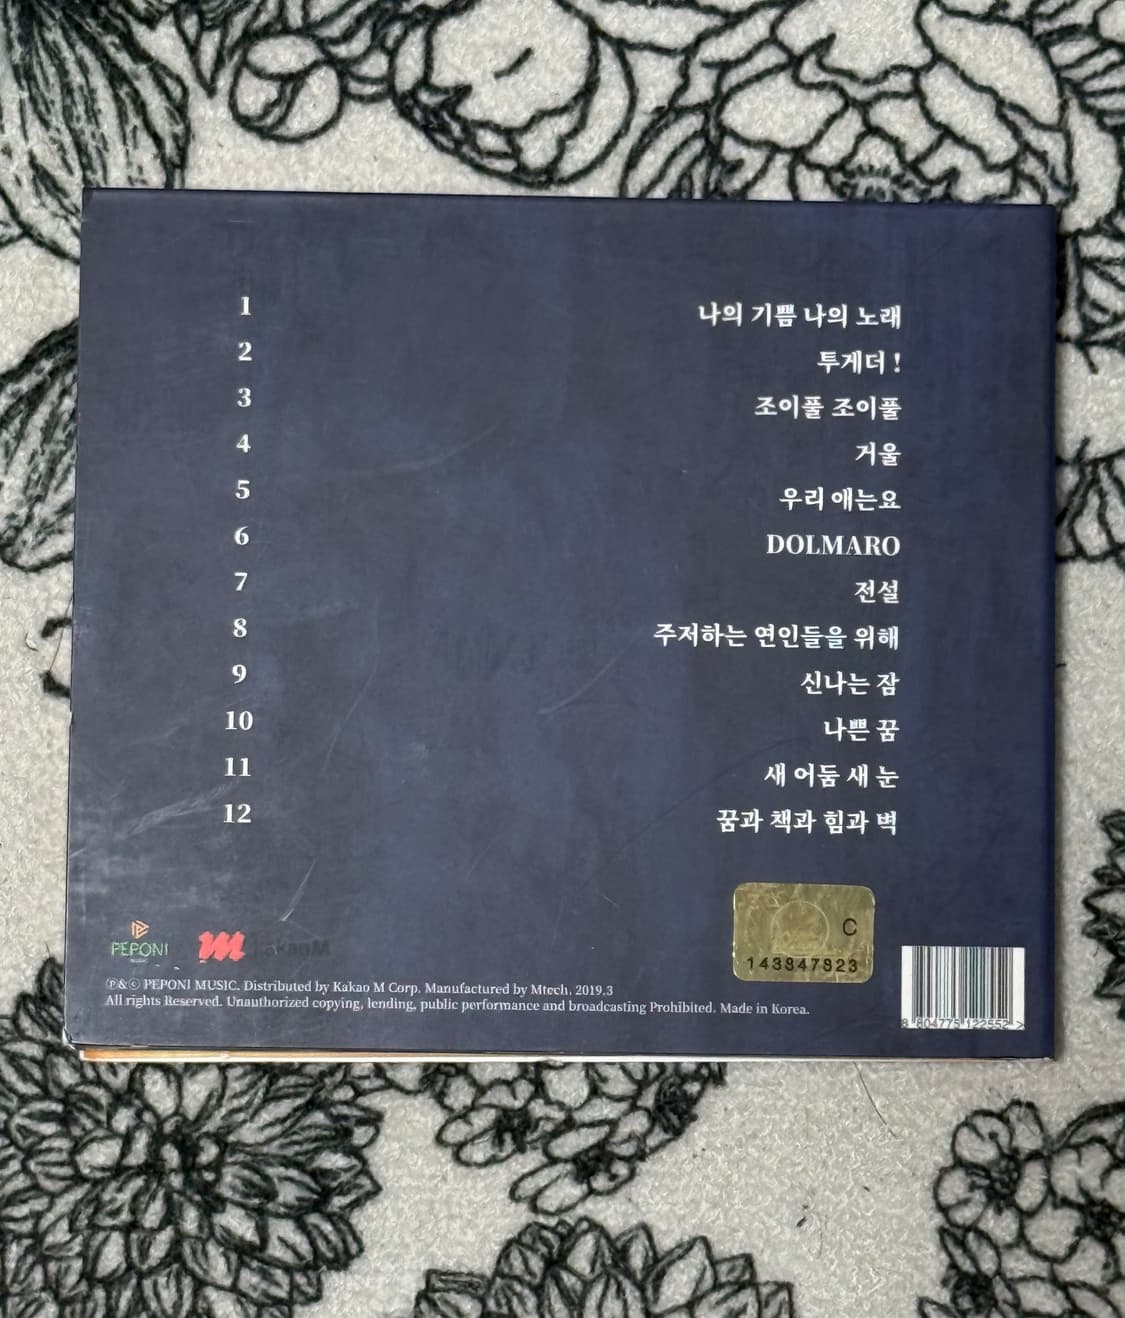 1 나의 기쁨 나의 노래
2 투게더 !
3 조이풀 조이풀
4 거울
5 우리 애는요
6 DOLMARO
7 전설
8 주저하는 연인들을 위해
9 신나는 잠
10 나쁜 꿈
11 새 어둠 새 눈
12 꿈과 책과 힘과 벽
PEPONI
m
C
143847823
Ⓟ&ⓒ PEPONI MUSIC. Distributed by Kakao M Corp. Manufactured by Mtech, 2019.3
All rights Reserved. Unauthorized copying, lending, public performance and broadcasting Prohibited. Made in Korea.
8 804775 122552 >